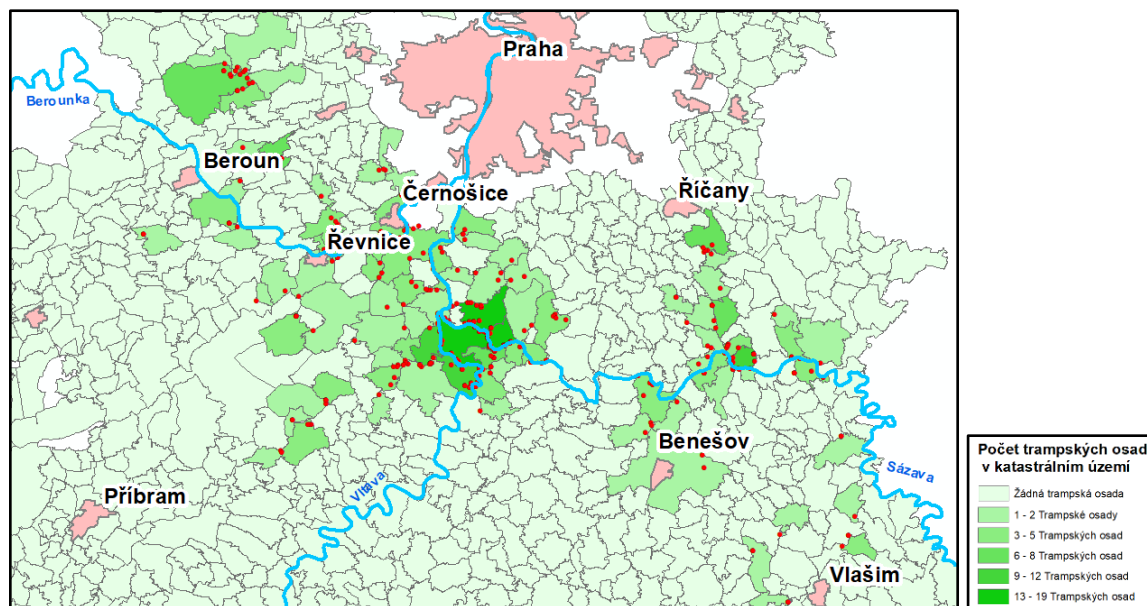 Praha
Berounka
Beroun
Černošice
Říčany
Řevnice
Benešov
Sázava
Vltava
Příbram
Vlašim
Počet trampských osad
v katastrálním území
Žádná trampská osada
1 - 2 Trampské osady
3 - 5 Trampských osad
6 - 8 Trampských osad
9 - 12 Trampských osad
13 - 19 Trampských osad